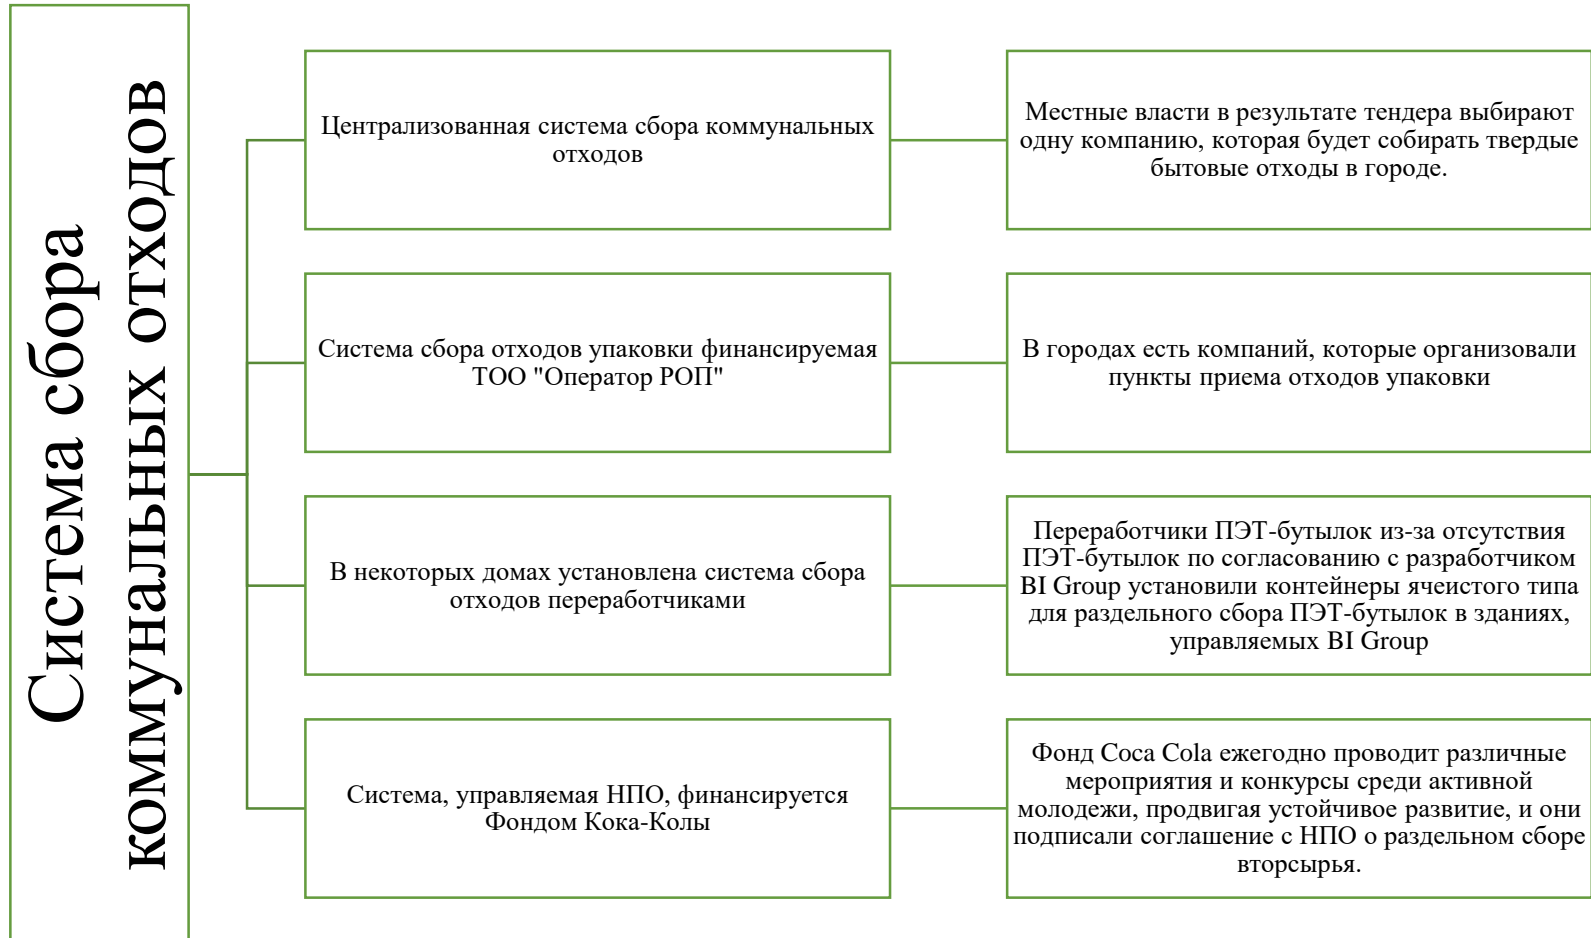 Система сбора
коммунальных отходов
Централизованная система сбора коммунальных
отходов
Местные власти в результате тендера выбирают
одну компанию, которая будет собирать твердые
бытовые отходы в городе.
Система сбора отходов упаковки финансируемая
ТОО "Оператор РОП"
В городах есть компаний, которые организовали
пункты приема отходов упаковки
В некоторых домах установлена система сбора
отходов переработчиками
Переработчики ПЭТ-бутылок из-за отсутствия
ПЭТ-бутылок по согласованию с разработчиком
BI Group установили контейнеры ячеистого типа
для раздельного сбора ПЭТ-бутылок в зданиях,
управляемых BI Group
Система, управляемая НПО, финансируется
Фондом Кока-Колы
Фонд Coca Cola ежегодно проводит различные
мероприятия и конкурсы среди активной
молодежи, продвигая устойчивое развитие, и они
подписали соглашение с НПО о раздельном сборе
вторсырья.